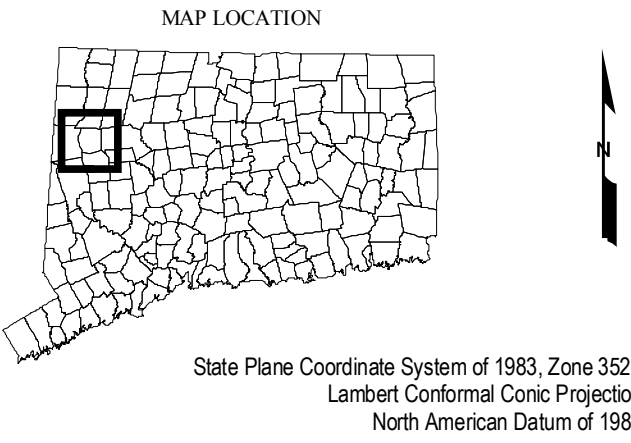 MAP LOCATION
N
State Plane Coordinate System of 1983, Zone 352
Lambert Conformal Conic Projectio
North American Datum of 198